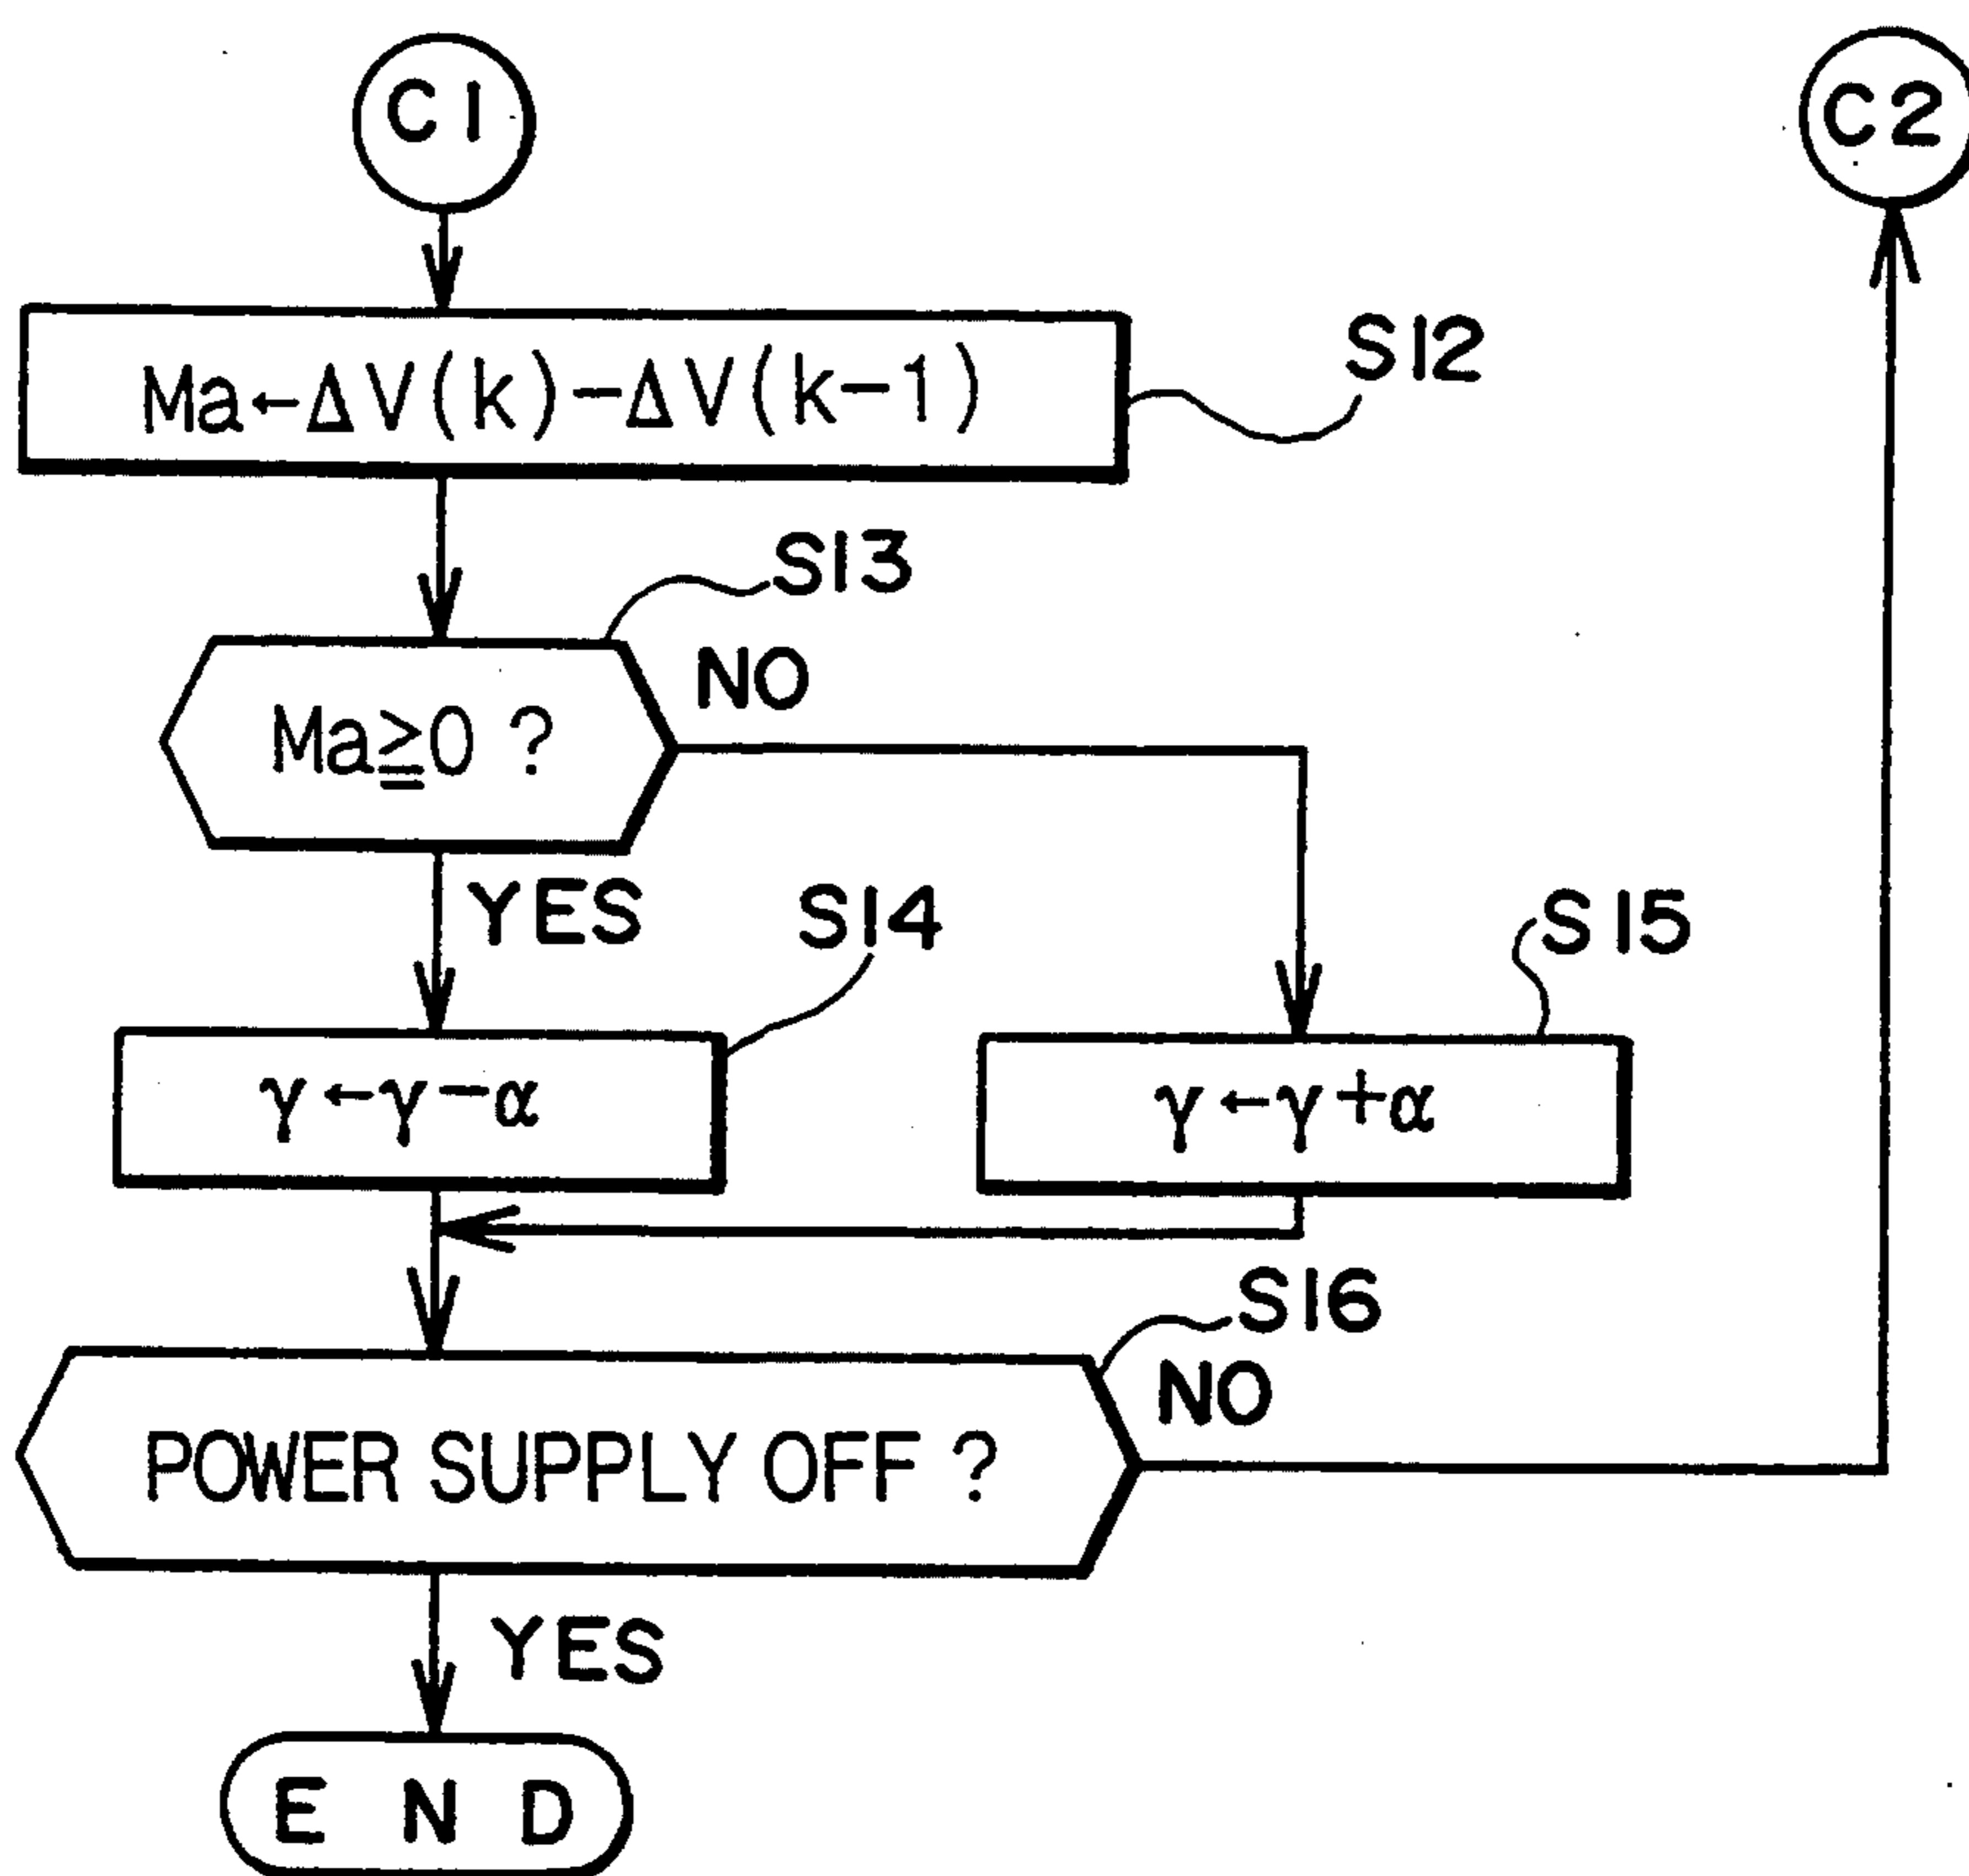 C1
C2
Ma←ΔV(k)-ΔV(k-1)
S12
S13
Ma≧0 ?
NO
YES
S14
S15
γ←γ-α
γ←γ+α
S16
POWER SUPPLY OFF ?
NO
YES
END